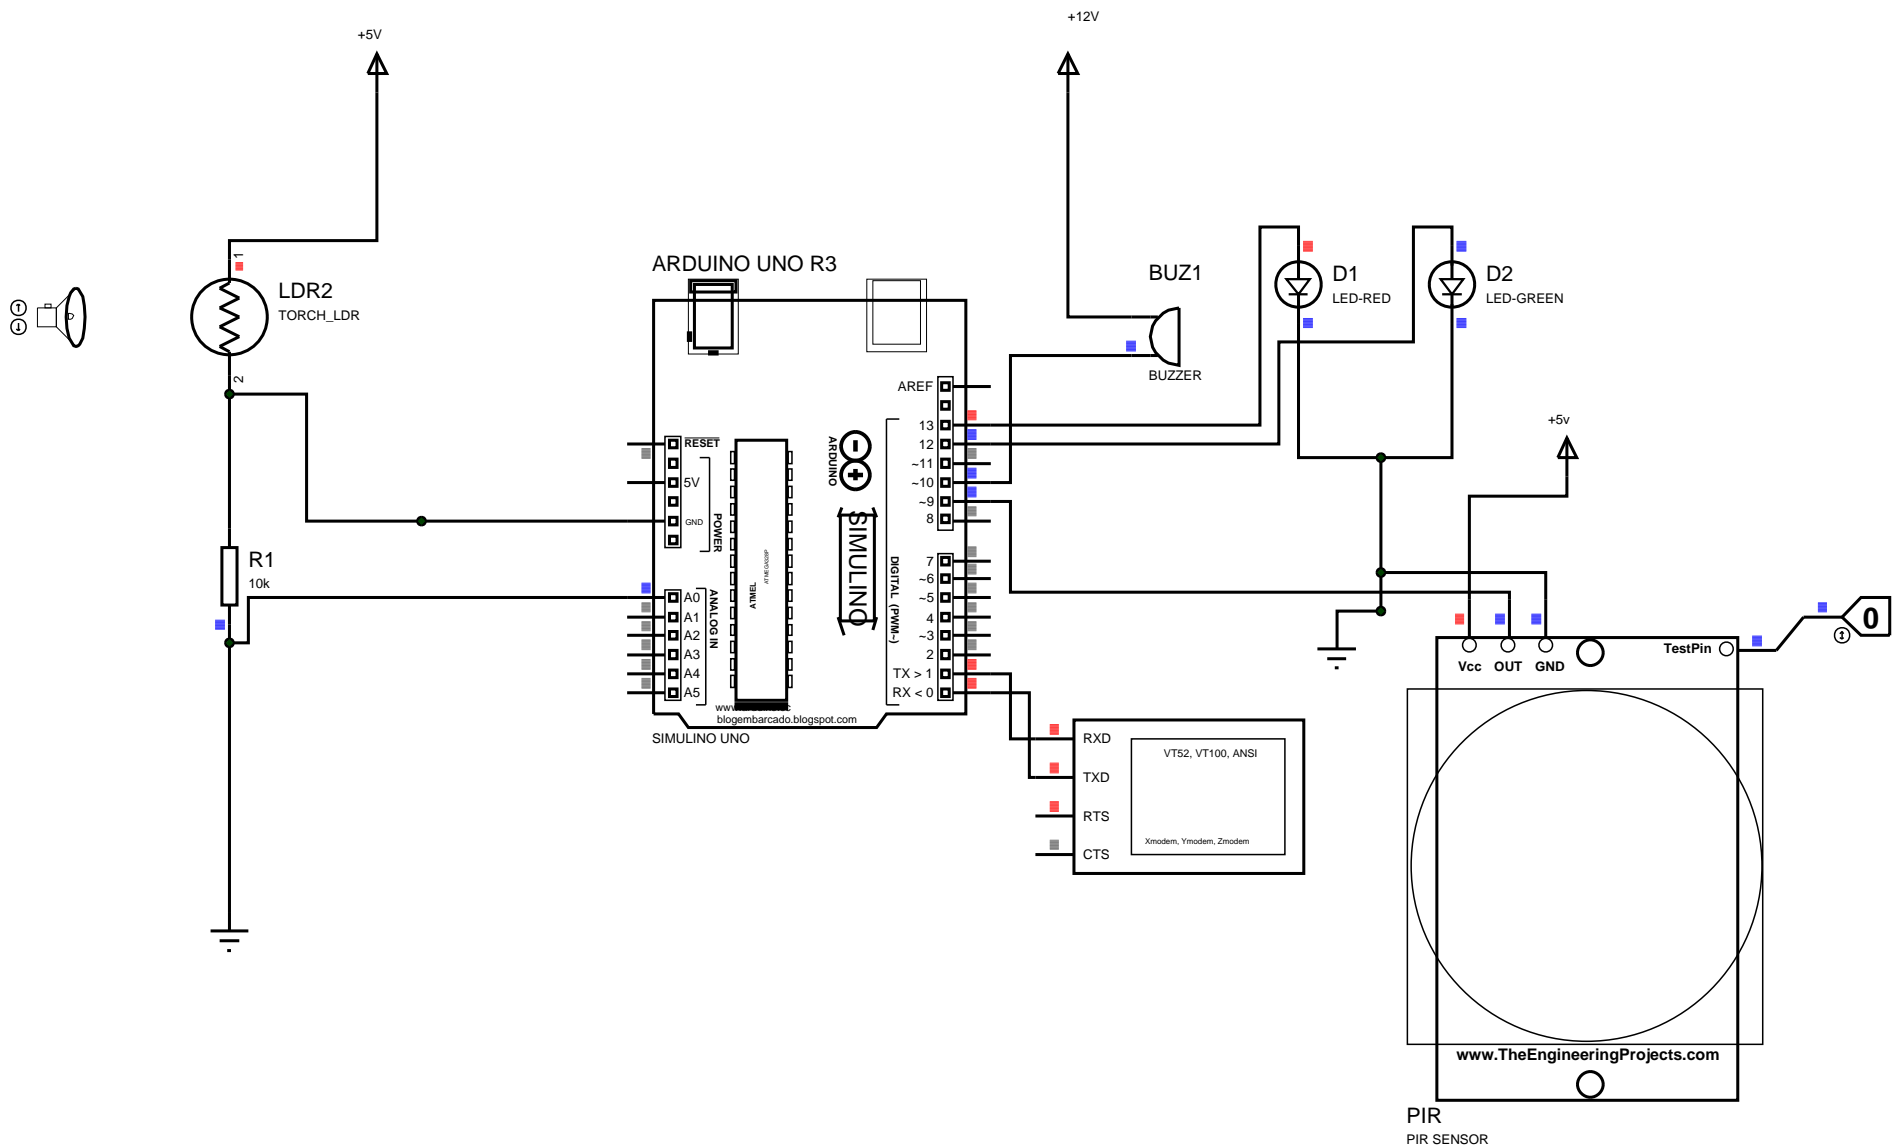 +12V
+5V
ARDUINO UNO R3
BUZ1
D1
D2
LED-RED
LED-GREEN
LDR2
TORCH_LDR
1
2
BUZZER
AREF
13
12
~11
~10
~9
8
7
~6
~5
4
~3
2
TX > 1
RX < 0
RESET
5V
GND
POWER
A0
A1
A2
A3
A4
A5
ANALOG IN
ATMEL
ATMEGA328P
ARDUINO
SIMULINO
DIGITAL (PWM~)
blogembarcado.blogspot.com
SIMULINO UNO
R1
10k
+5v
Vcc
OUT
GND
TestPin
0
RXD
TXD
RTS
CTS
VT52, VT100, ANSI
Xmodem, Ymodem, Zmodem
www.TheEngineeringProjects.com
PIR
PIR SENSOR